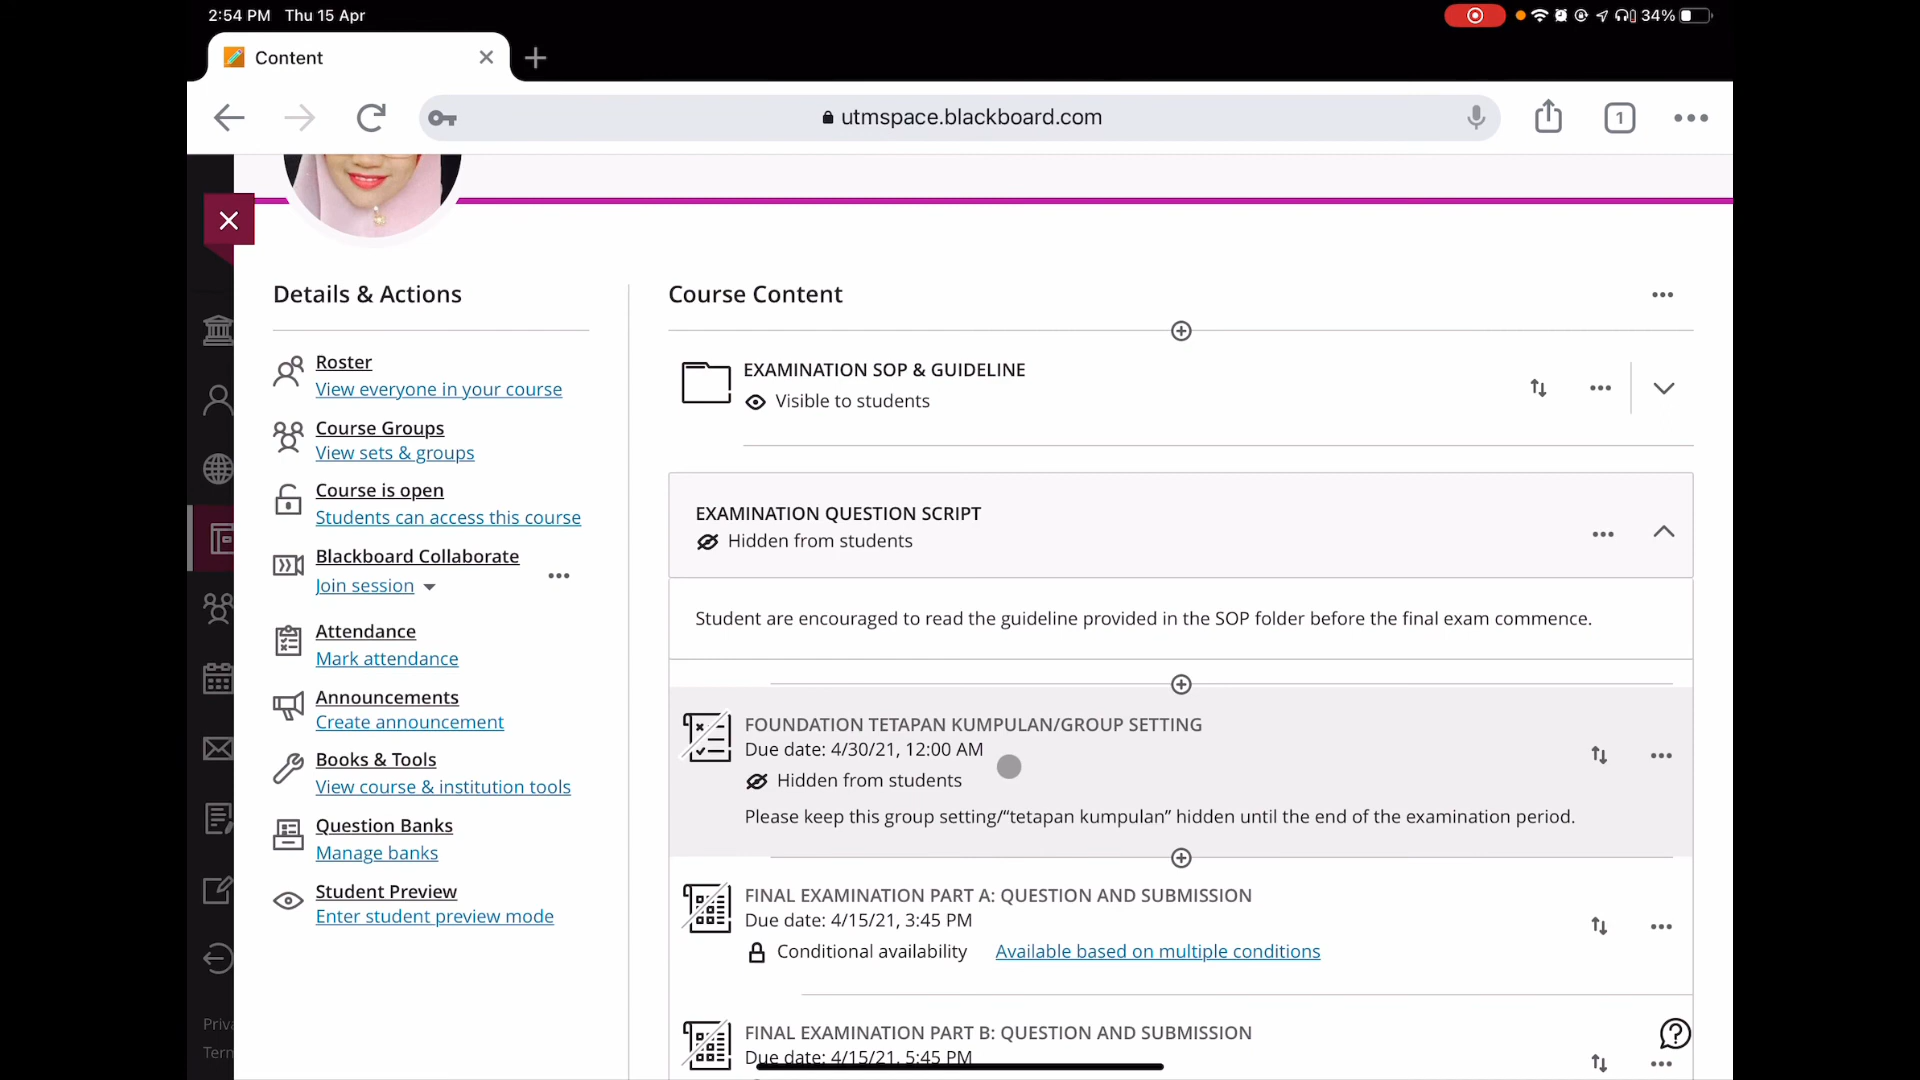 2:54 PM Thu 15 Apr
34%
Content
utmspace.blackboard.com
1
Details & Actions
Roster
View everyone in your course
Course Groups
View sets & groups
Course is open
Students can access this course
Blackboard Collaborate
Join session
Attendance
Mark attendance
Announcements
Create announcement
Books & Tools
View course & institution tools
Question Banks
Manage banks
Student Preview
Enter student preview mode
Priva
Term
Course Content
EXAMINATION SOP & GUIDELINE
Visible to students
EXAMINATION QUESTION SCRIPT
Hidden from students
Student are encouraged to read the guideline provided in the SOP folder before the final exam commence.
FOUNDATION TETAPAN KUMPULAN/GROUP SETTING
Due date: 4/30/21, 12:00 AM
Hidden from students
Please keep this group setting/“tetapan kumpulan” hidden until the end of the examination period.
FINAL EXAMINATION PART A: QUESTION AND SUBMISSION
Due date: 4/15/21, 3:45 PM
Conditional availability Available based on multiple conditions
FINAL EXAMINATION PART B: QUESTION AND SUBMISSION
Due date: 4/15/21, 5:45 PM